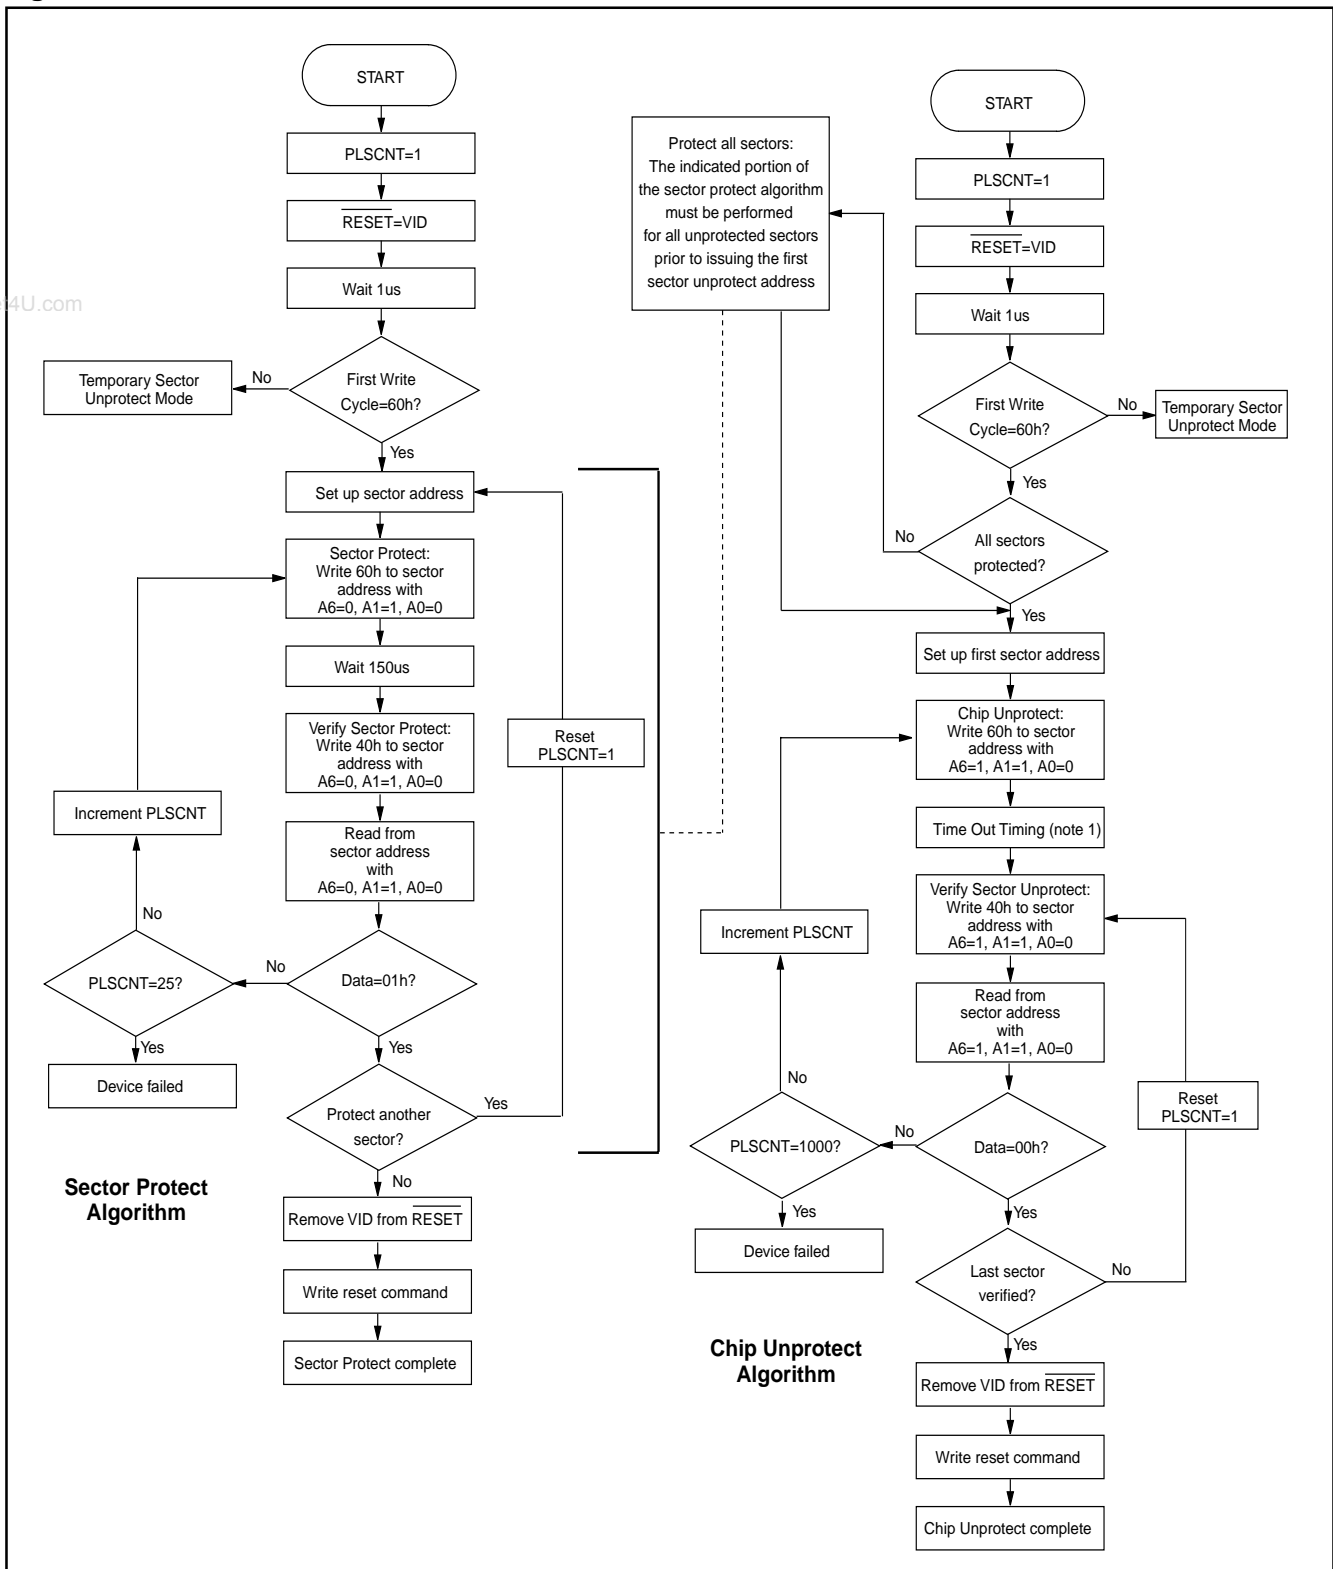 START
PLSCNT=1
RESET=VID
Wait 1us
First Write
Cycle=60h?
No
Temporary Sector
Unprotect Mode
Yes
Set up sector address
Sector Protect:
Write 60h to sector
address with
A6=0, A1=1, A0=0
Wait 150us
Verify Sector Protect:
Write 40h to sector
address with
A6=0, A1=1, A0=0
Reset
PLSCNT=1
Increment PLSCNT
Read from
sector address
with
A6=0, A1=1, A0=0
No
PLSCNT=25?
No
Data=01h?
Yes
Device failed
Yes
Protect another
sector?
Yes
No
Sector Protect
Algorithm
Remove VID from RESET
Write reset command
Sector Protect complete
Protect all sectors:
The indicated portion of
the sector protect algorithm
must be performed
for all unprotected sectors
prior to issuing the first
sector unprotect address
START
PLSCNT=1
RESET=VID
Wait 1us
First Write
Cycle=60h?
No
Temporary Sector
Unprotect Mode
Yes
No
All sectors
protected?
Yes
Set up first sector address
Chip Unprotect:
Write 60h to sector
address with
A6=1, A1=1, A0=0
Time Out Timing (note 1)
Verify Sector Unprotect:
Write 40h to sector
address with
A6=1, A1=1, A0=0
Increment PLSCNT
Read from
sector address
with
A6=1, A1=1, A0=0
No
Reset
PLSCNT=1
PLSCNT=1000?
No
Data=00h?
Yes
Device failed
Yes
Last sector
verified?
No
Yes
Chip Unprotect
Algorithm
Remove VID from RESET
Write reset command
Chip Unprotect complete
4U.com